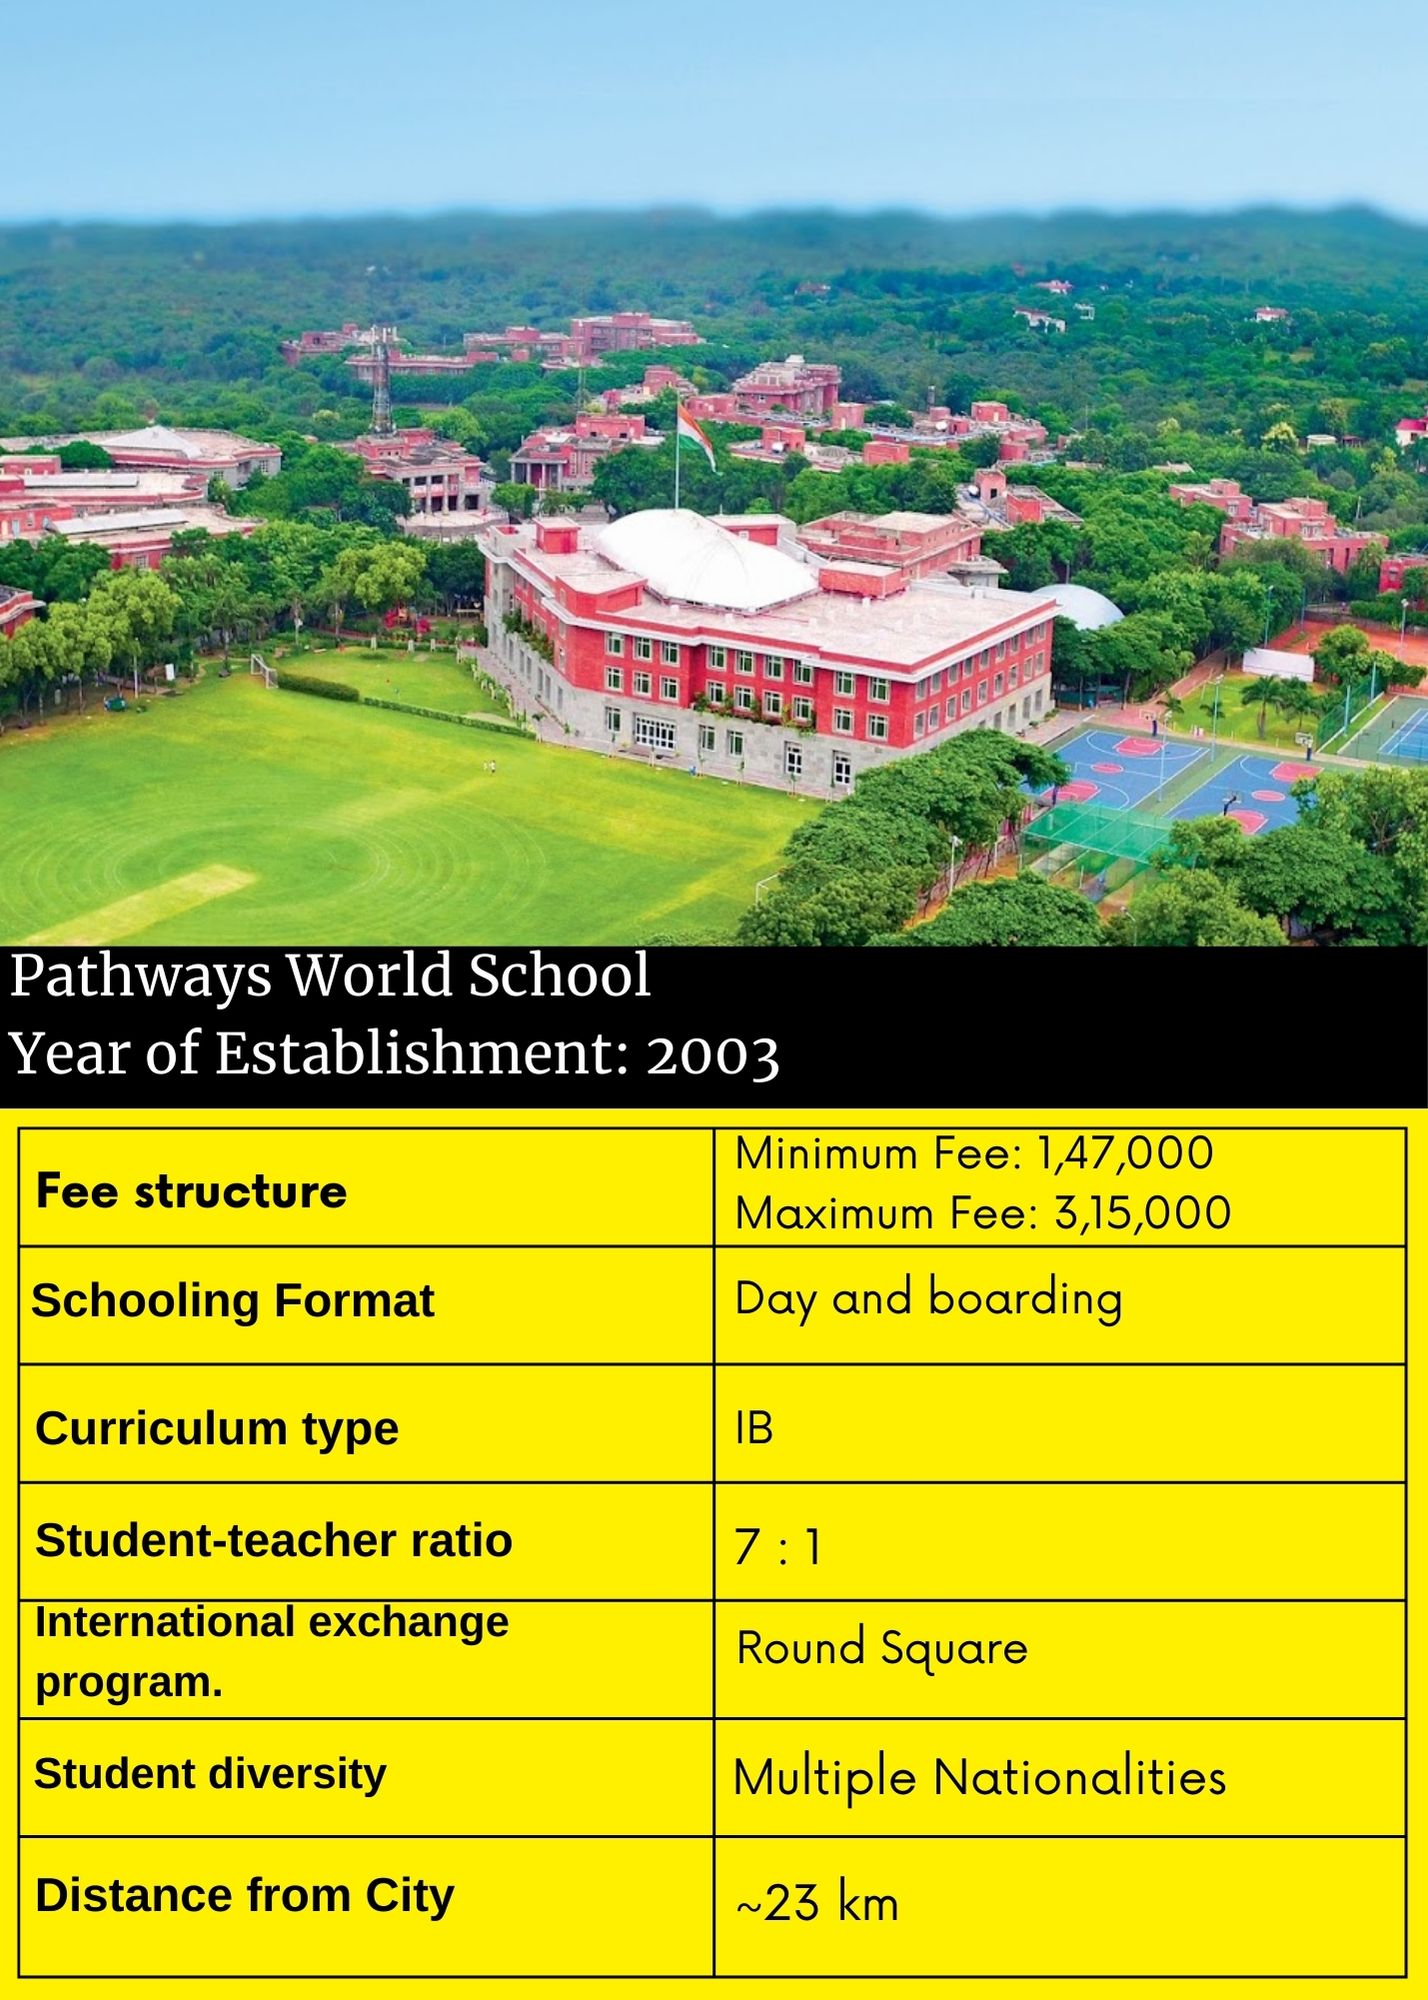 Pathways World School
Year of Establishment: 2003
Fee structure
Minimum Fee: 1,47,000
Maximum Fee: 3,15,000
Schooling Format
Day and boarding
Curriculum type
IB
Student-teacher ratio
7 : 1
International exchange
program.
Round Square
Student diversity
Multiple Nationalities
Distance from City
~23 km